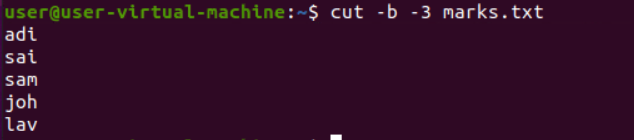 user@user-virtual-machine:~$ cut -b -3 marks.txt
adi
sai
sam
joh
lav